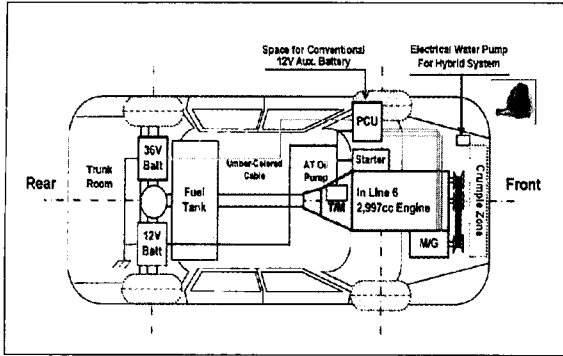 Space for Conventional
12V Aux. Battery
Electrical Water Pump
For Hybrid System
PCU
36V
Batt
Trunk
Room
Fuel
Tank
Umber-Colored
Cable
AT Oil
Pump
Starter
T/M
In Line 6
2,997cc Engine
Crumple Zone
Rear
Front
12V
Batt
M/G